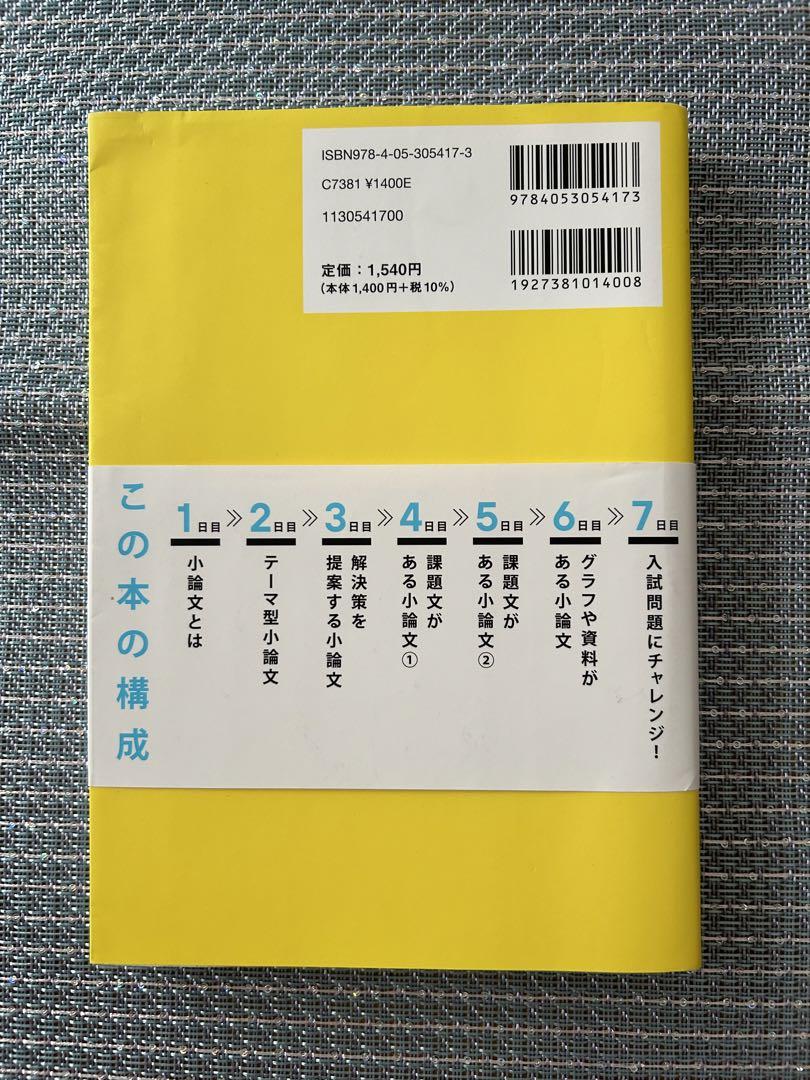 ISBN978-4-05-305417-3
C7381 ¥1400E
1130541700
定価：1,540円
（本体1,400円＋税10%）
9784053054173
1927381014008
この本の構成
1日目
小論文とは
»
2日目
テーマ型小論文
»
3日目
解決策を
提案する小論文
»
4日目
課題文が
ある小論文①
»
5日目
課題文が
ある小論文②
»
6日目
グラフや資料が
ある小論文
»
7日目
入試問題にチャレンジ！